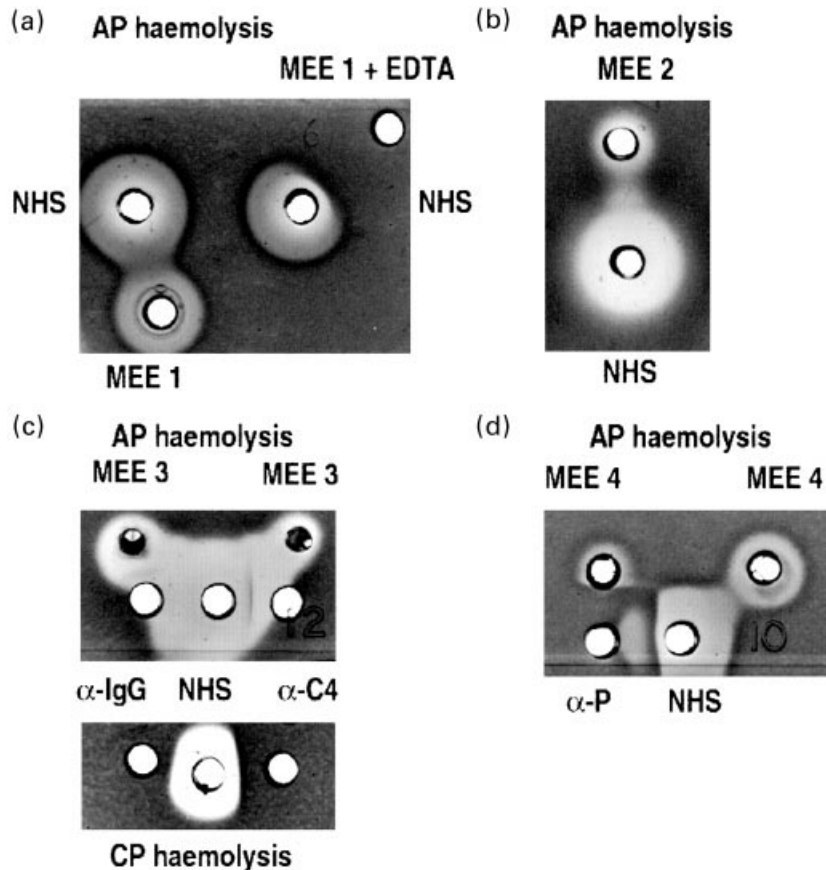 (a)
AP haemolysis
MEE 1 + EDTA
6
NHS
NHS
MEE 1
(b)
AP haemolysis
MEE 2
NHS
(c)
AP haemolysis
MEE 3 MEE 3
12
α-IgG NHS α-C4
CP haemolysis
(d)
AP haemolysis
MEE 4 MEE 4
10
α-P NHS